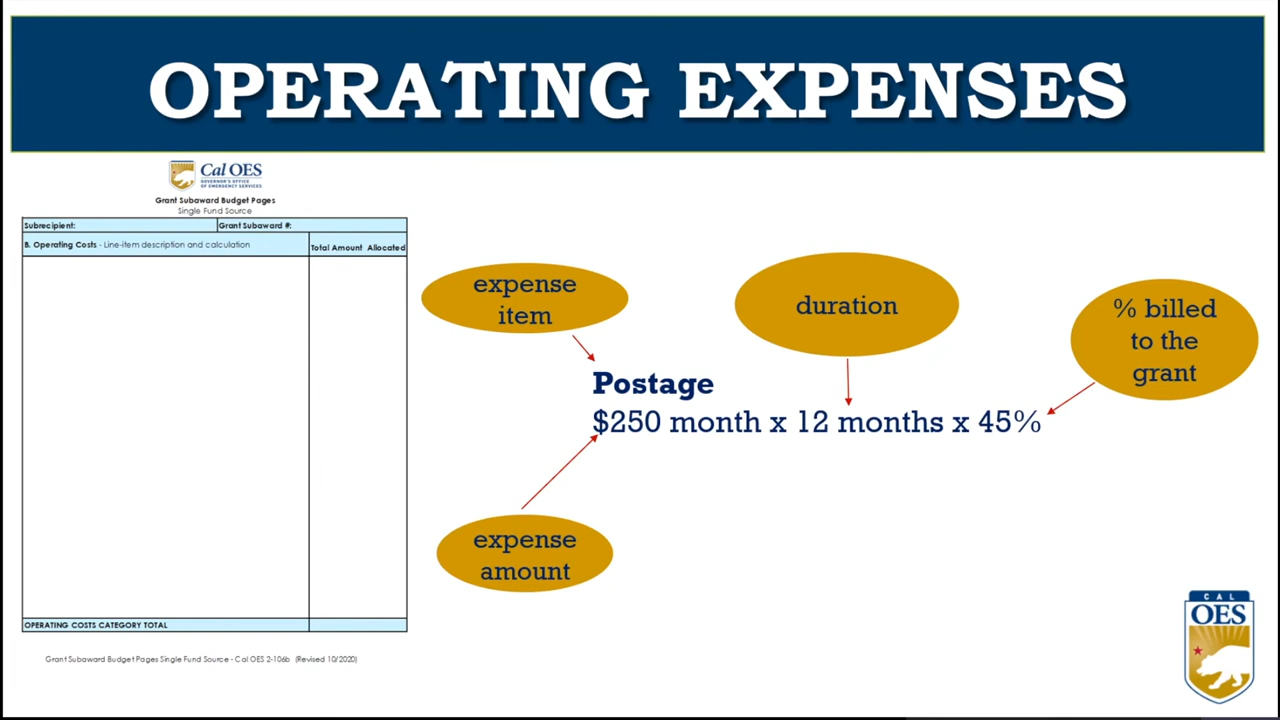 OPERATING EXPENSES
Cal OES
GOVERNOR'S OFFICE
OF EMERGENCY SERVICES
Grant Subaward Budget Pages
Single Fund Source
Subrecipient: Grant Subaward #:
B. Operating Costs - Line-item description and calculation Total Amount Allocated
OPERATING COSTS CATEGORY TOTAL
Grant Subaward Budget Pages Single Fund Source - Cal OES 2-106b (Revised 10/2020)
expense
item
duration
% billed
to the
grant
Postage
$250 month x 12 months x 45%
expense
amount
CAL
OES